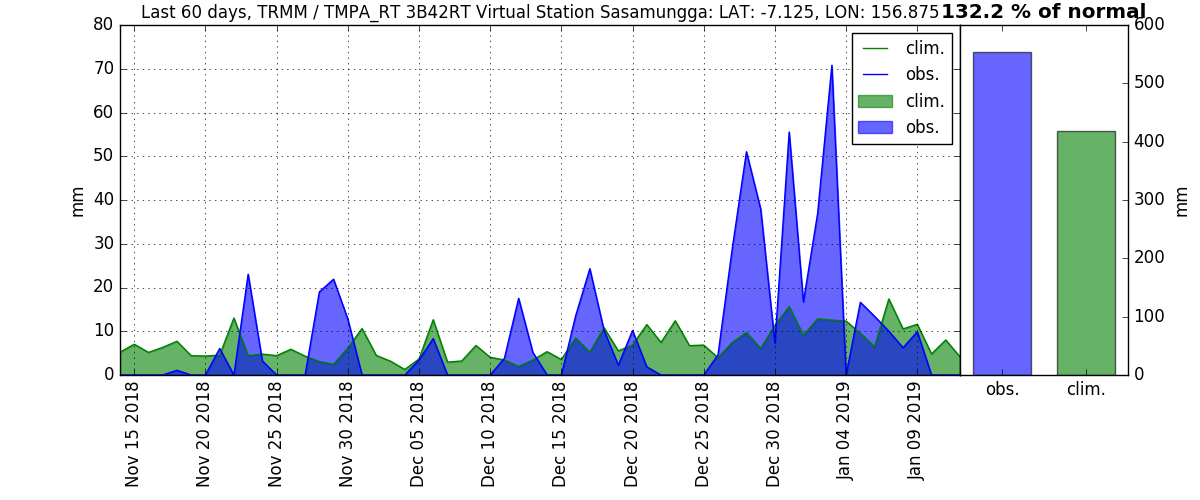 Last 60 days, TRMM / TMPA_RT 3B42RT Virtual Station Sasamungga: LAT: -7.125, LON: 156.875
132.2 % of normal
80
70
60
50
40
30
20
10
0
mm
clim.
obs.
clim.
obs.
Nov 15 2018
Nov 20 2018
Nov 25 2018
Nov 30 2018
Dec 05 2018
Dec 10 2018
Dec 15 2018
Dec 20 2018
Dec 25 2018
Dec 30 2018
Jan 04 2019
Jan 09 2019
600
500
400
300
200
100
0
mm
obs.
clim.